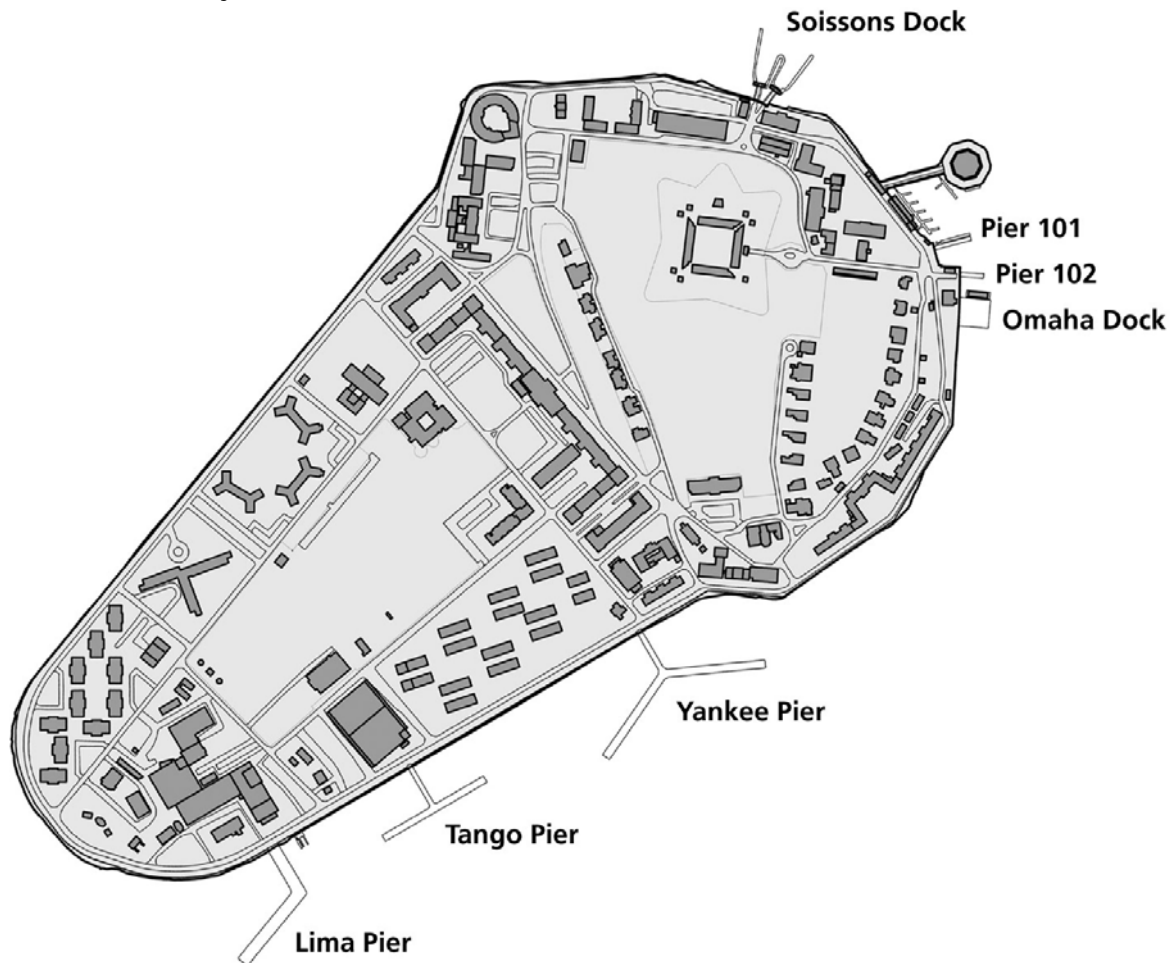 Soissons Dock
Pier 101
Pier 102
Omaha Dock
Yankee Pier
Tango Pier
Lima Pier